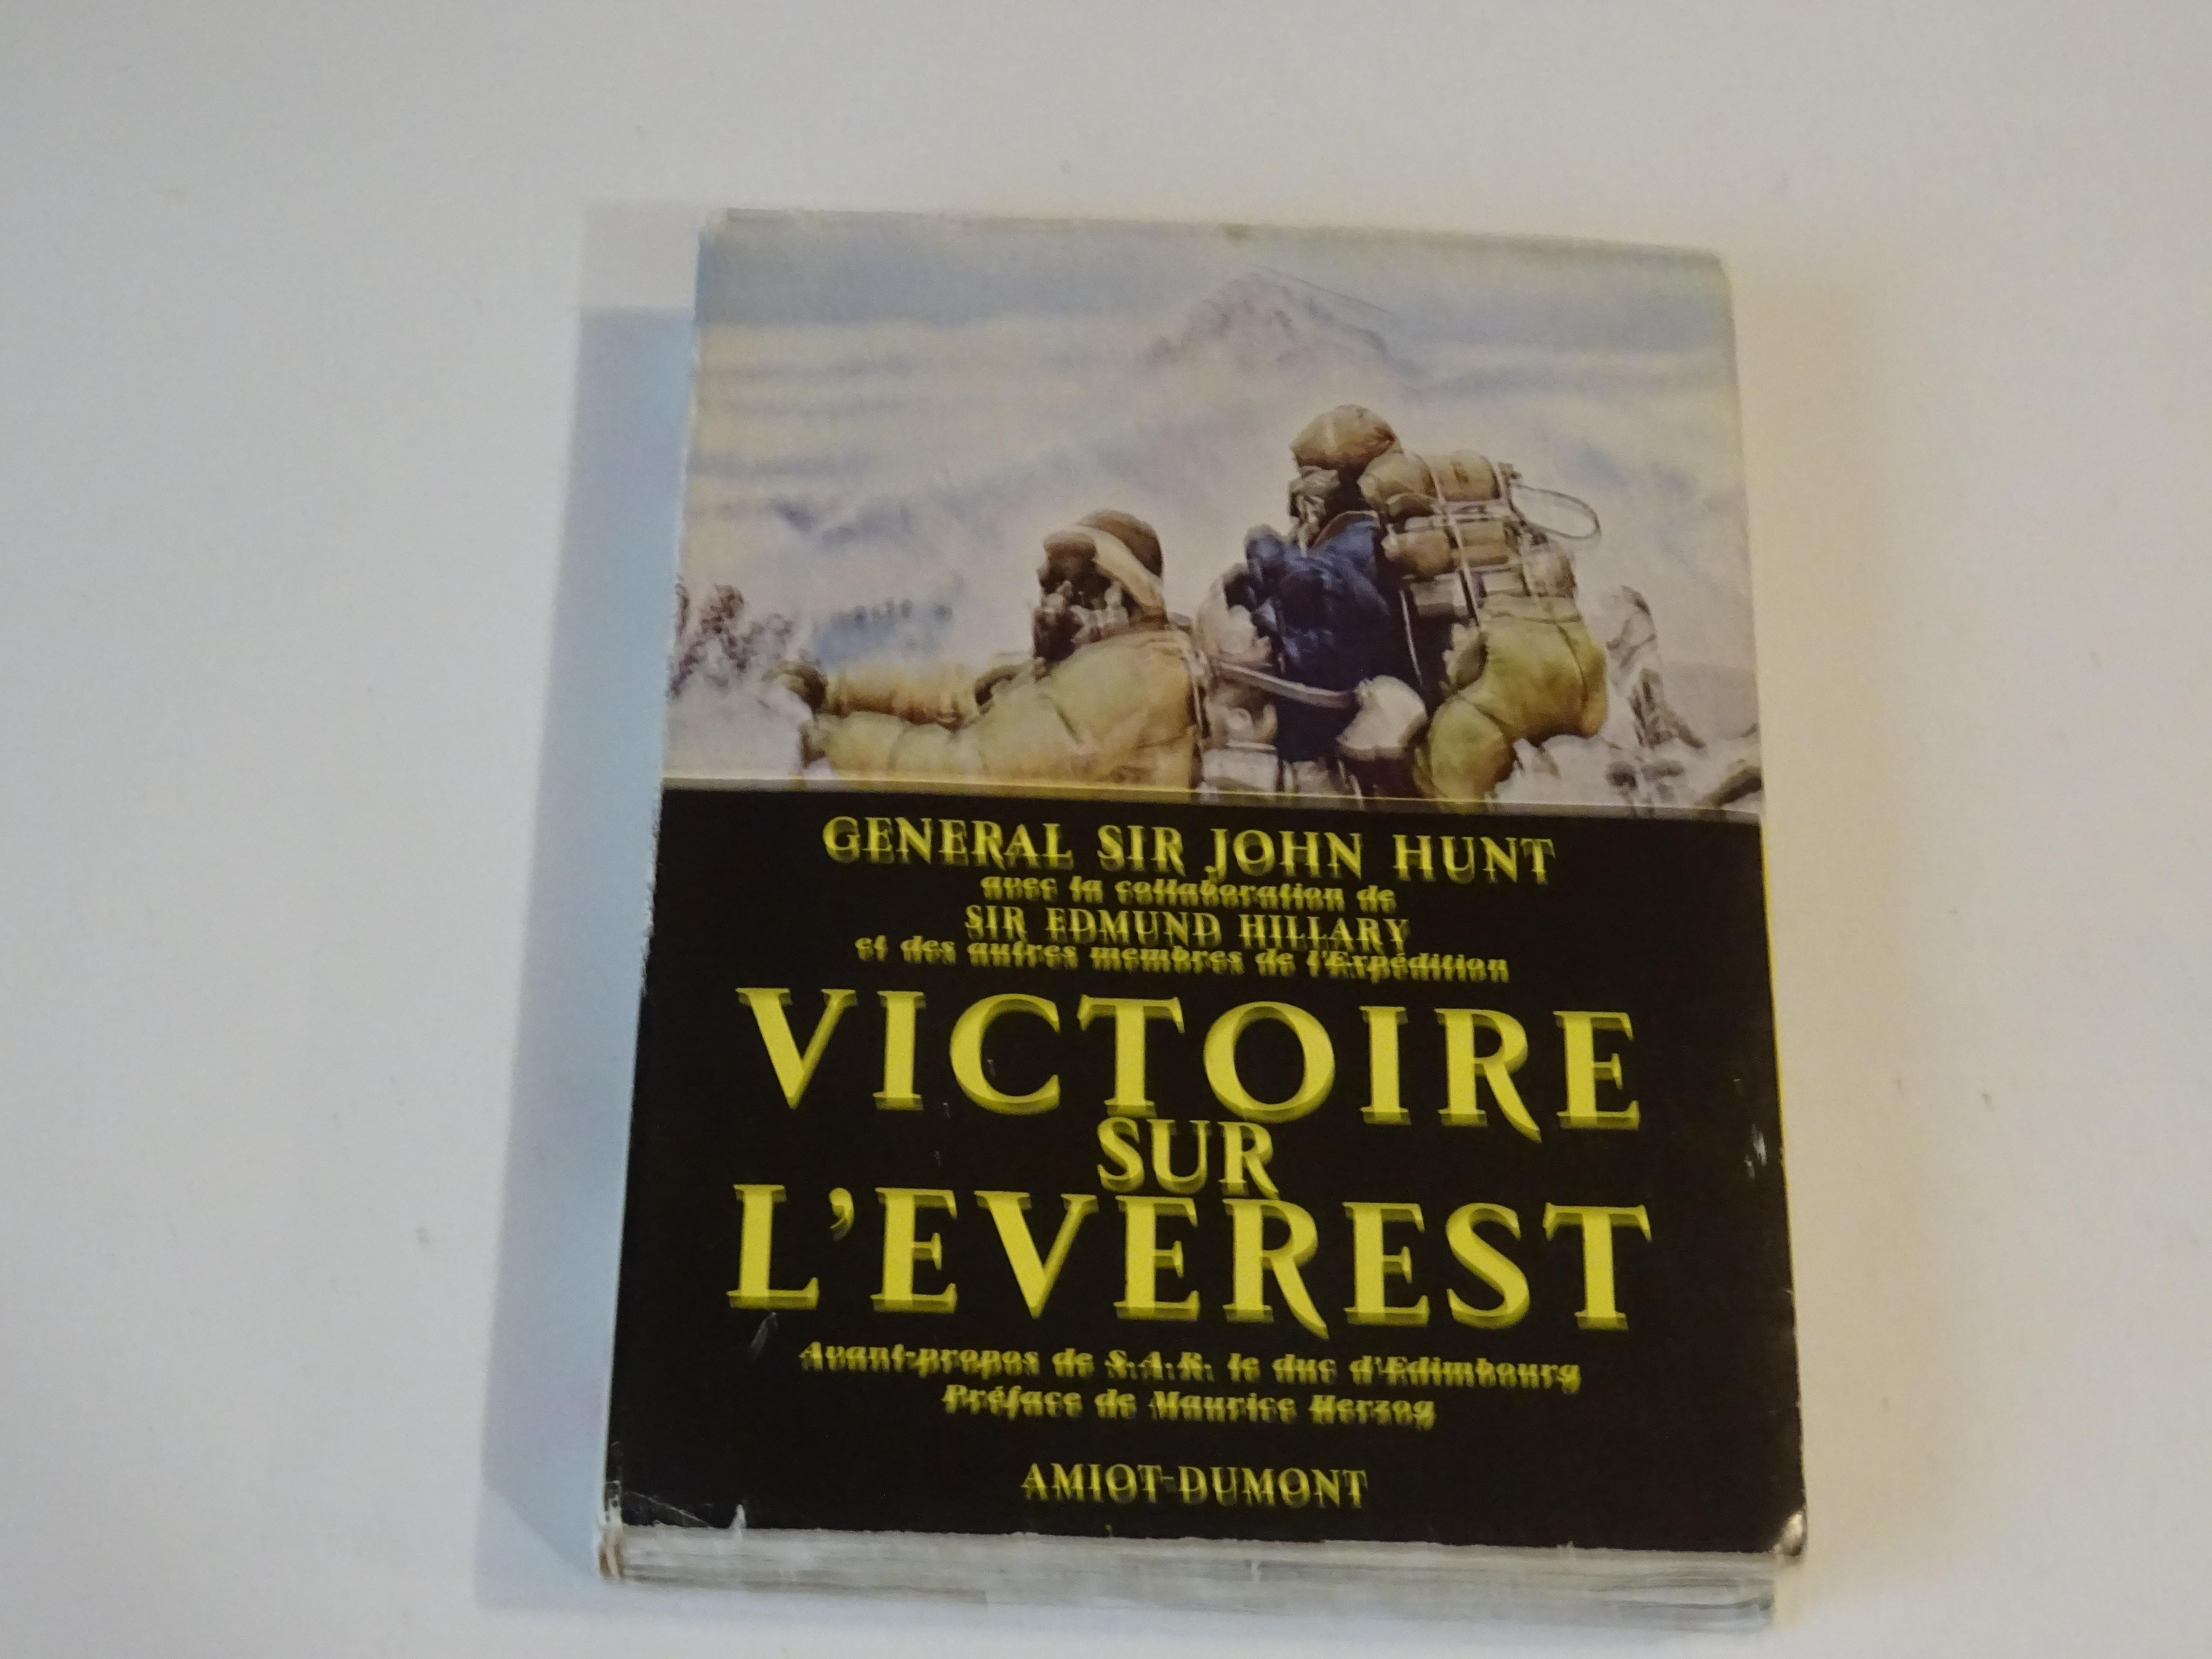 GENERAL SIR JOHN HUNT
avec la collaboration de
SIR EDMUND HILLARY
et des autres membres de l'Expédition
VICTOIRE
SUR
L'EVEREST
Avant-propos de S.A.R. le duc d'Edimbourg
Préface de Maurice Herzog
AMIOT-DUMONT